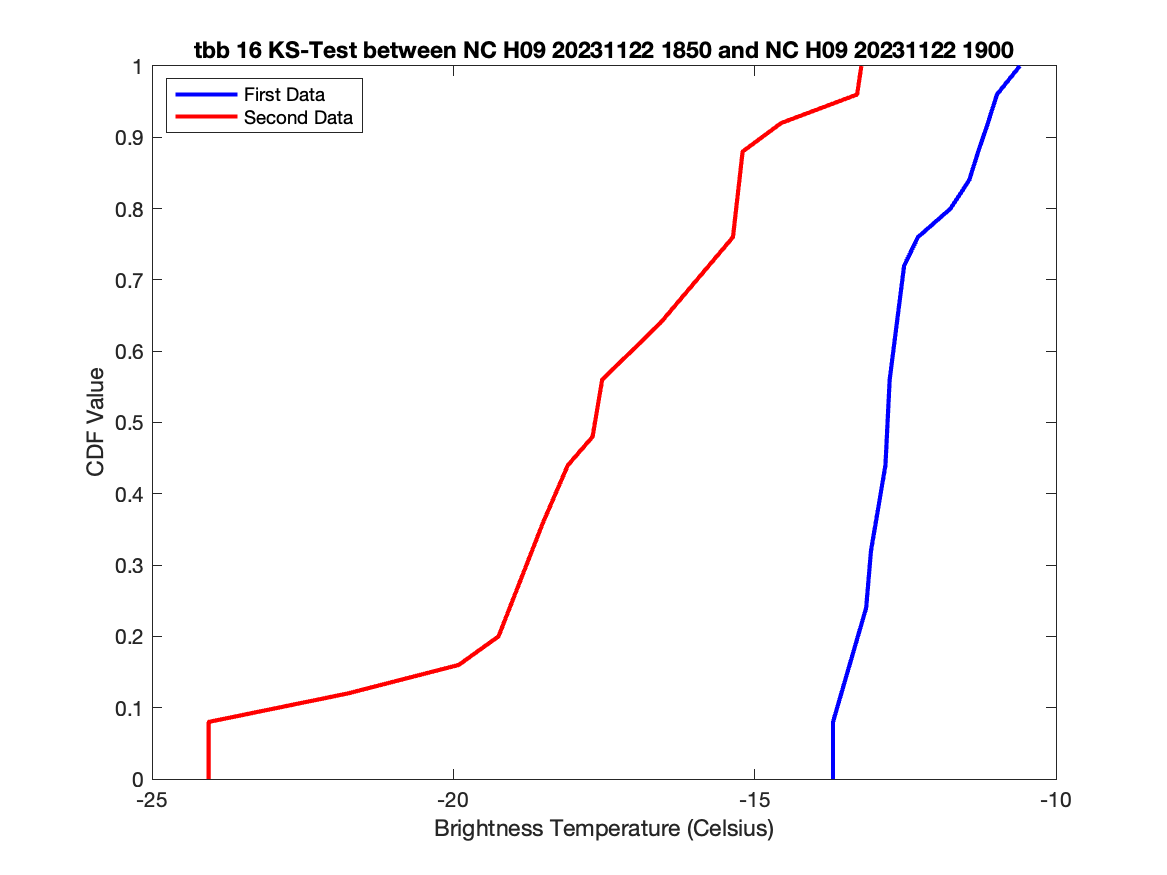 tbb 16 KS-Test between NC H09 20231122 1850 and NC H09 20231122 1900
First Data
Second Data
1
0.9
0.8
0.7
0.6
0.5
0.4
0.3
0.2
0.1
0
CDF Value
-25 -20 -15 -10
Brightness Temperature (Celsius)